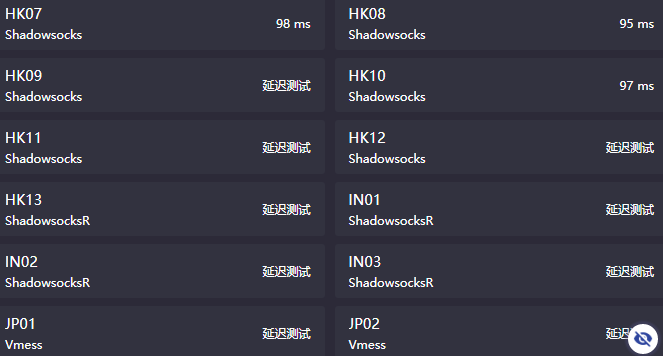 HK07
Shadowsocks
98 ms
HK08
Shadowsocks
95 ms
HK09
Shadowsocks
延迟测试
HK10
Shadowsocks
97 ms
HK11
Shadowsocks
延迟测试
HK12
Shadowsocks
延迟测试
HK13
ShadowsocksR
延迟测试
IN01
ShadowsocksR
延迟测试
IN02
ShadowsocksR
延迟测试
IN03
ShadowsocksR
延迟测试
JP01
Vmess
延迟测试
JP02
Vmess
延迟